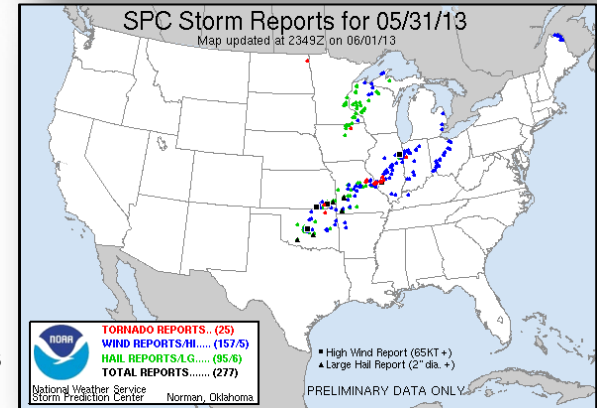 SPC Storm Reports for 05/31/13
Map updated at 2349Z on 06/01/13
NOAA
TORNADO REPORTS.. (25)
WIND REPORTS/HI..... (157/5)
HAIL REPORTS/LG..... (95/6)
TOTAL REPORTS....... (277)
National Weather Service
Storm Prediction Center Norman, Oklahoma
High Wind Report (65KT +)
Large Hail Report (2" dia. +)
PRELIMINARY DATA ONLY